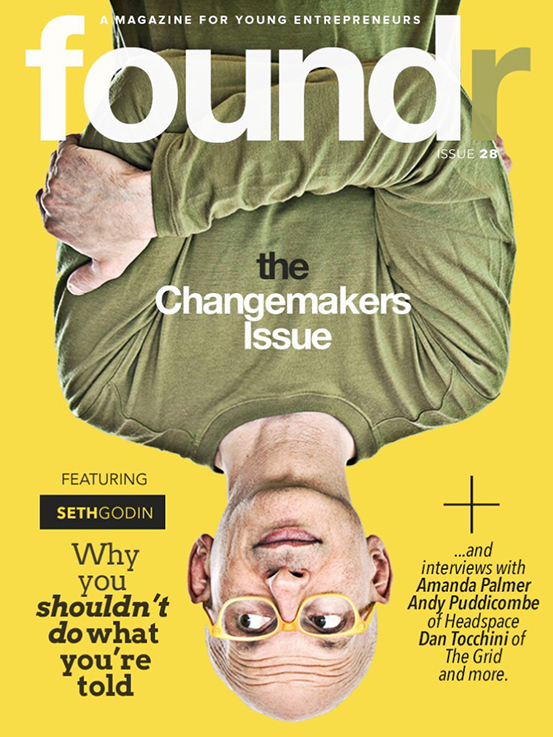 A MAGAZINE FOR YOUNG ENTREPRENEURS
foundr
ISSUE 28
the
Changemakers
Issue
FEATURING
SETHGODIN
Why
you
shouldn't
do what
you're
told
...and
interviews with
Amanda Palmer
Andy Puddicombe
of Headspace
Dan Tocchini of
The Grid
and more.